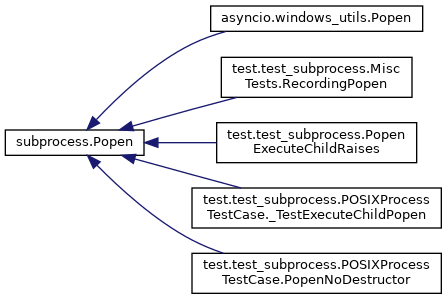 asyncio.windows_utils.Popen
test.test_subprocess.Misc
Tests.RecordingPopen
subprocess.Popen
test.test_subprocess.Popen
ExecuteChildRaises
test.test_subprocess.POSIXProcess
TestCase._TestExecuteChildPopen
test.test_subprocess.POSIXProcess
TestCase.PopenNoDestructor